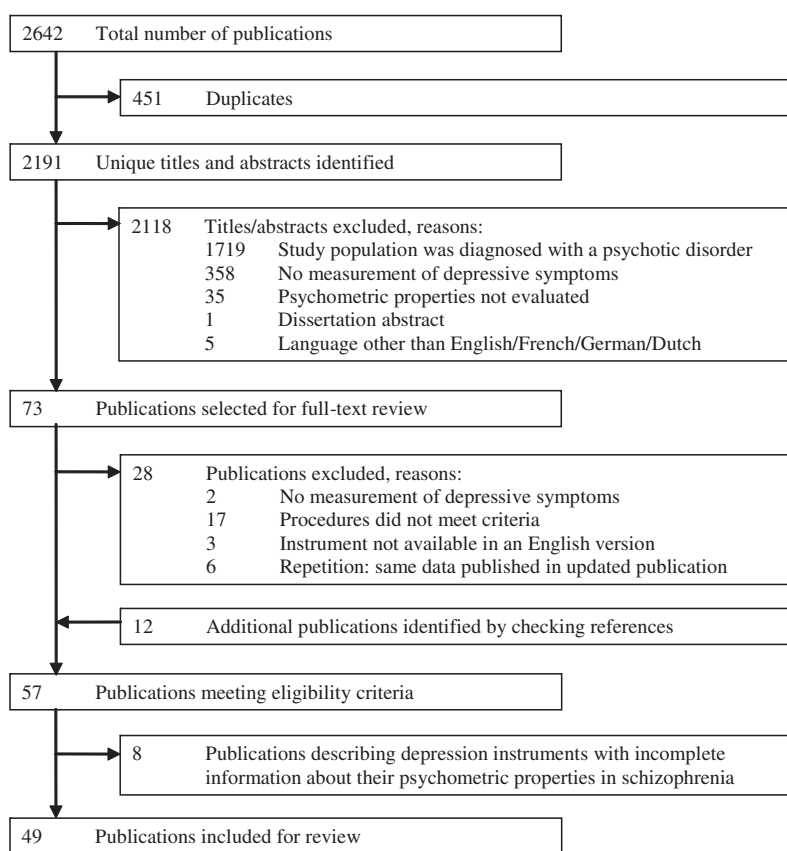 2642 Total number of publications
451 Duplicates
2191 Unique titles and abstracts identified
2118 Titles/abstracts excluded, reasons:
1719 Study population was diagnosed with a psychotic disorder
358 No measurement of depressive symptoms
35 Psychometric properties not evaluated
1 Dissertation abstract
5 Language other than English/French/German/Dutch
73 Publications selected for full-text review
28 Publications excluded, reasons:
2 No measurement of depressive symptoms
17 Procedures did not meet criteria
3 Instrument not available in an English version
6 Repetition: same data published in updated publication
12 Additional publications identified by checking references
57 Publications meeting eligibility criteria
8 Publications describing depression instruments with incomplete
information about their psychometric properties in schizophrenia
49 Publications included for review